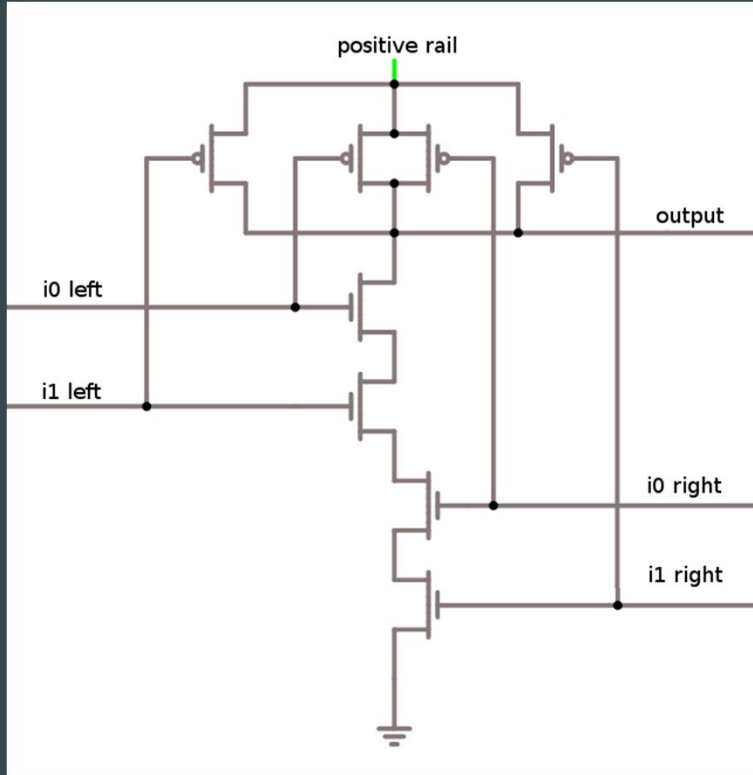 positive rail
output
i0 left
i1 left
i0 right
i1 right